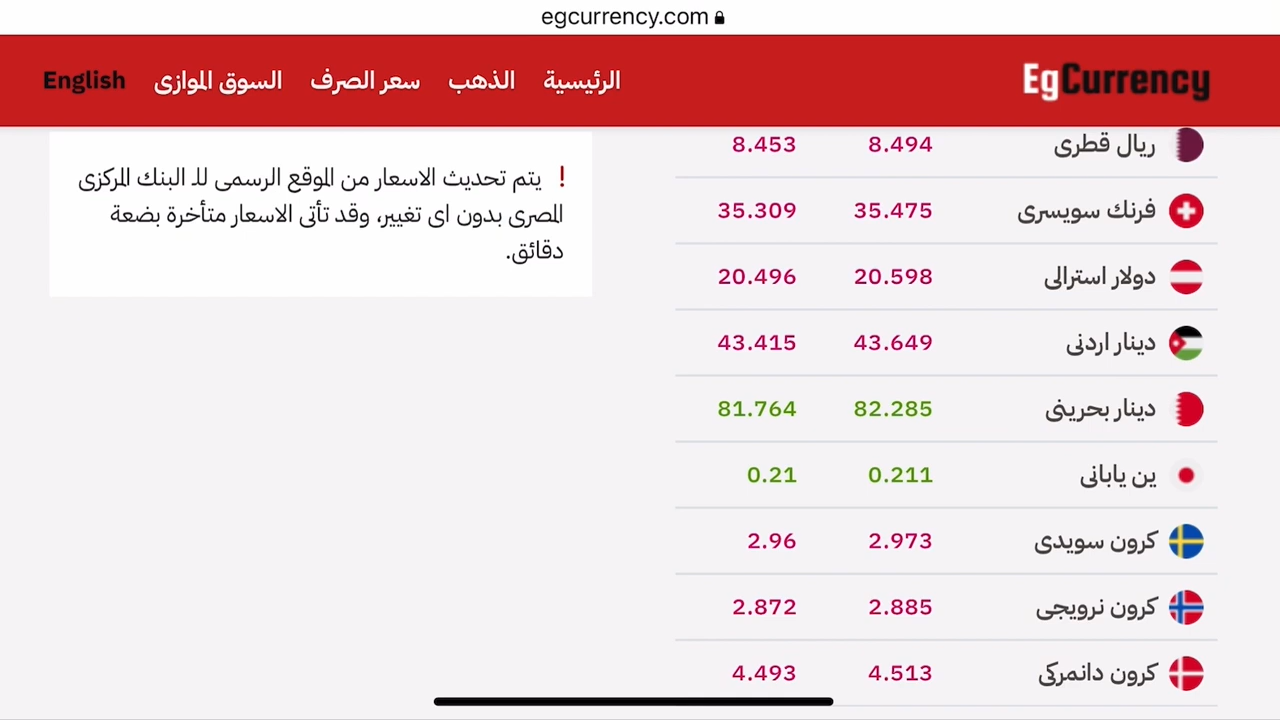 egcurrency.com
EgCurrency
الرئيسية الذهب سعر الصرف السوق الموازى English
ريال قطرى 8.494 8.453
فرنك سويسرى 35.475 35.309
دولار استرالى 20.598 20.496
دينار اردنى 43.649 43.415
دينار بحرينى 82.285 81.764
ين يابانى 0.211 0.21
كرون سويدى 2.973 2.96
كرون نرويجى 2.885 2.872
كرون دانمركى 4.513 4.493
! يتم تحديث الاسعار من الموقع الرسمى للـ البنك المركزى
المصرى بدون اى تغيير، وقد تأتى الاسعار متأخرة بضعة
دقائق.